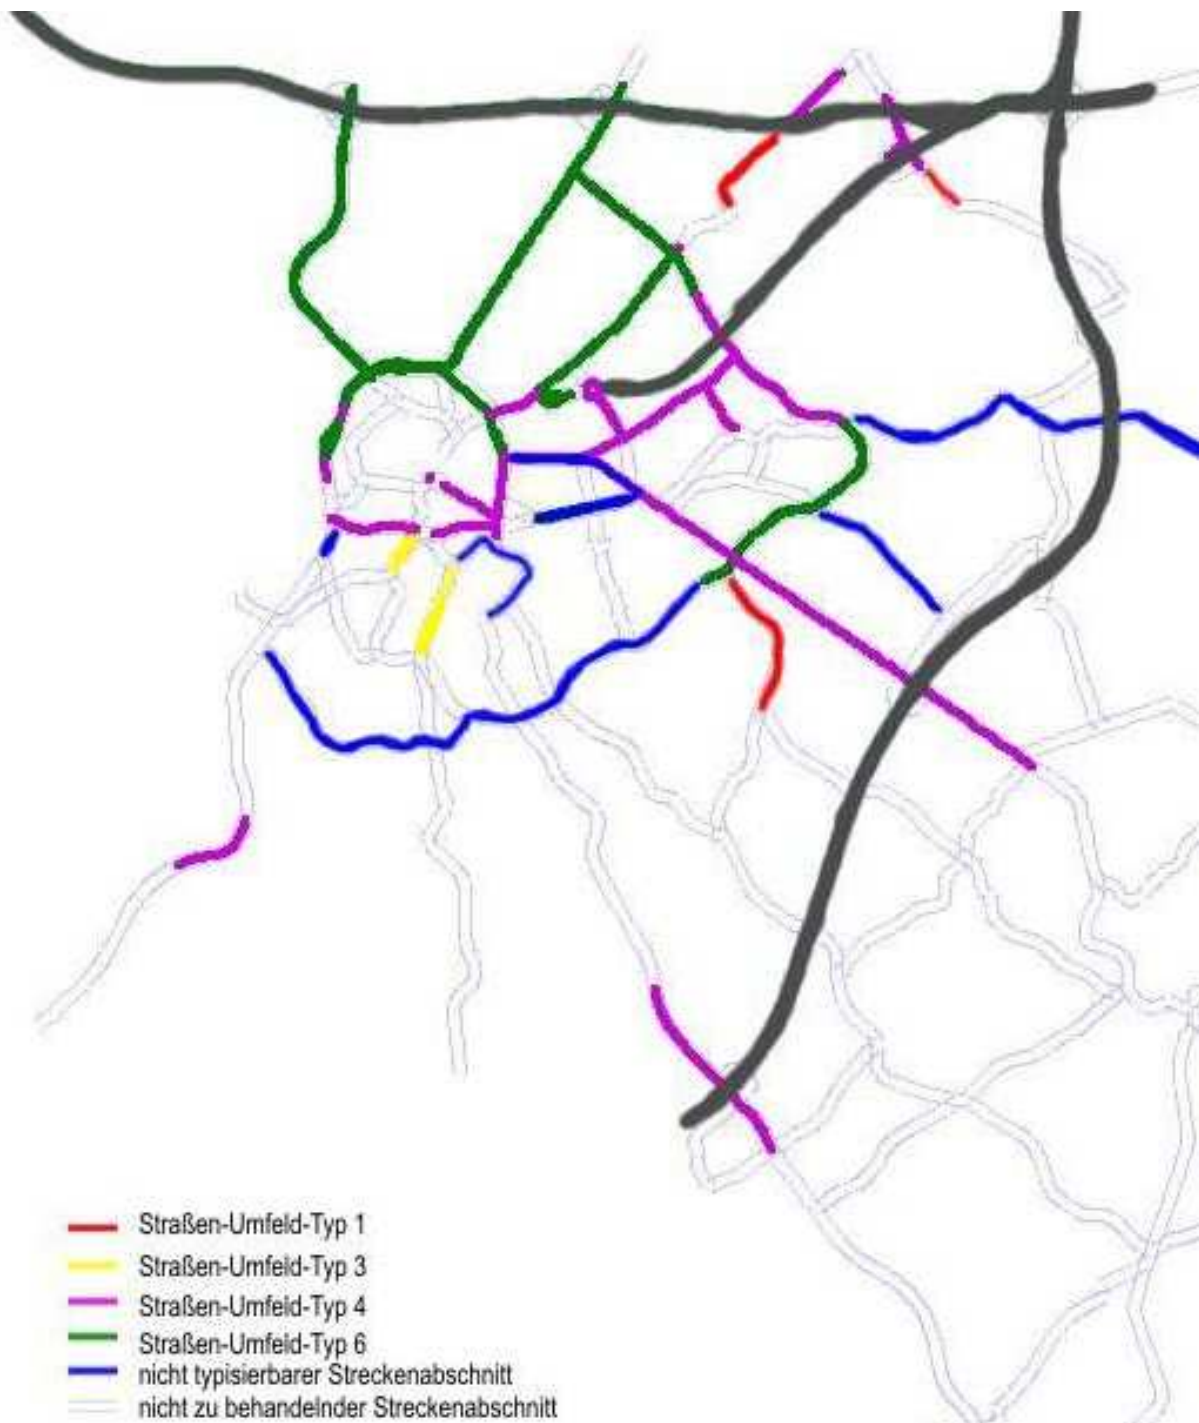 Straßen-Umfeld-Typ 1
Straßen-Umfeld-Typ 3
Straßen-Umfeld-Typ 4
Straßen-Umfeld-Typ 6
nicht typisierbarer Streckenabschnitt
nicht zu behandelnder Streckenabschnitt